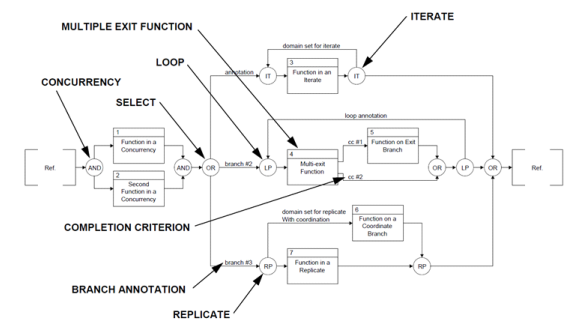 MULTIPLE EXIT FUNCTION
ITERATE
LOOP
CONCURRENCY
SELECT
domain set for iterate
annotation
IT
3
Function in an
Iterate
IT
loop annotation
1
Function in a
Concurrency
2
Second
Function in a
Concurrency
Ref.
AND
AND
OR
branch #2
LP
4
Multi-exit
Function
cc #1
5
Function on Exit
Branch
cc #2
OR
LP
OR
Ref.
COMPLETION CRITERION
domain set for replicate
With coordination
6
Function on a
Coordinate
Branch
branch #3
RP
7
Function in a
Replicate
RP
BRANCH ANNOTATION
REPLICATE